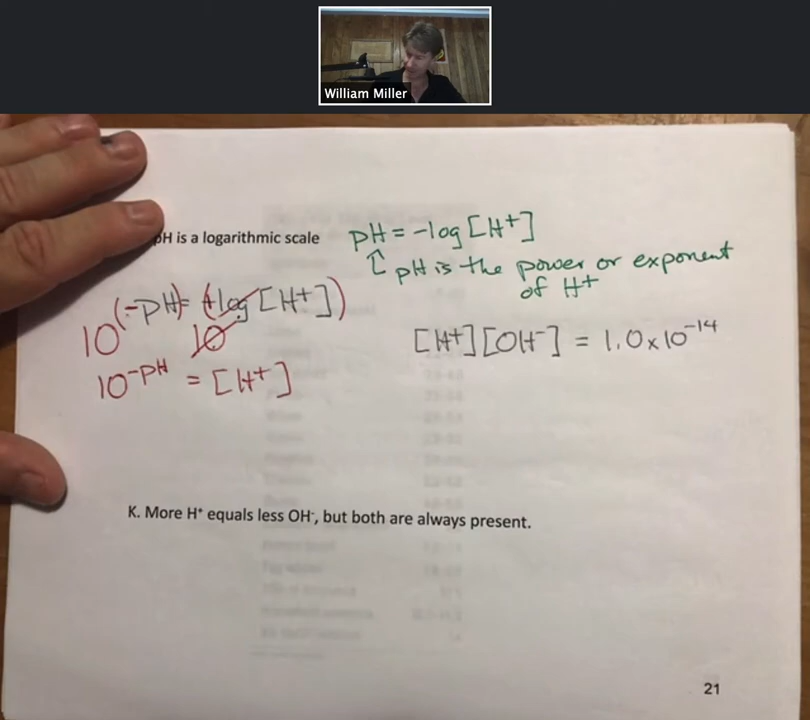 William Miller
pH is a logarithmic scale
pH = -log [H⁺]
pH is the power or exponent
of H⁺
10^(-pH) = 10^(+log [H⁺])
10^-pH = [H⁺]
[H⁺][OH⁻] = 1.0 x 10⁻¹⁴
K. More H⁺ equals less OH⁻, but both are always present.
21